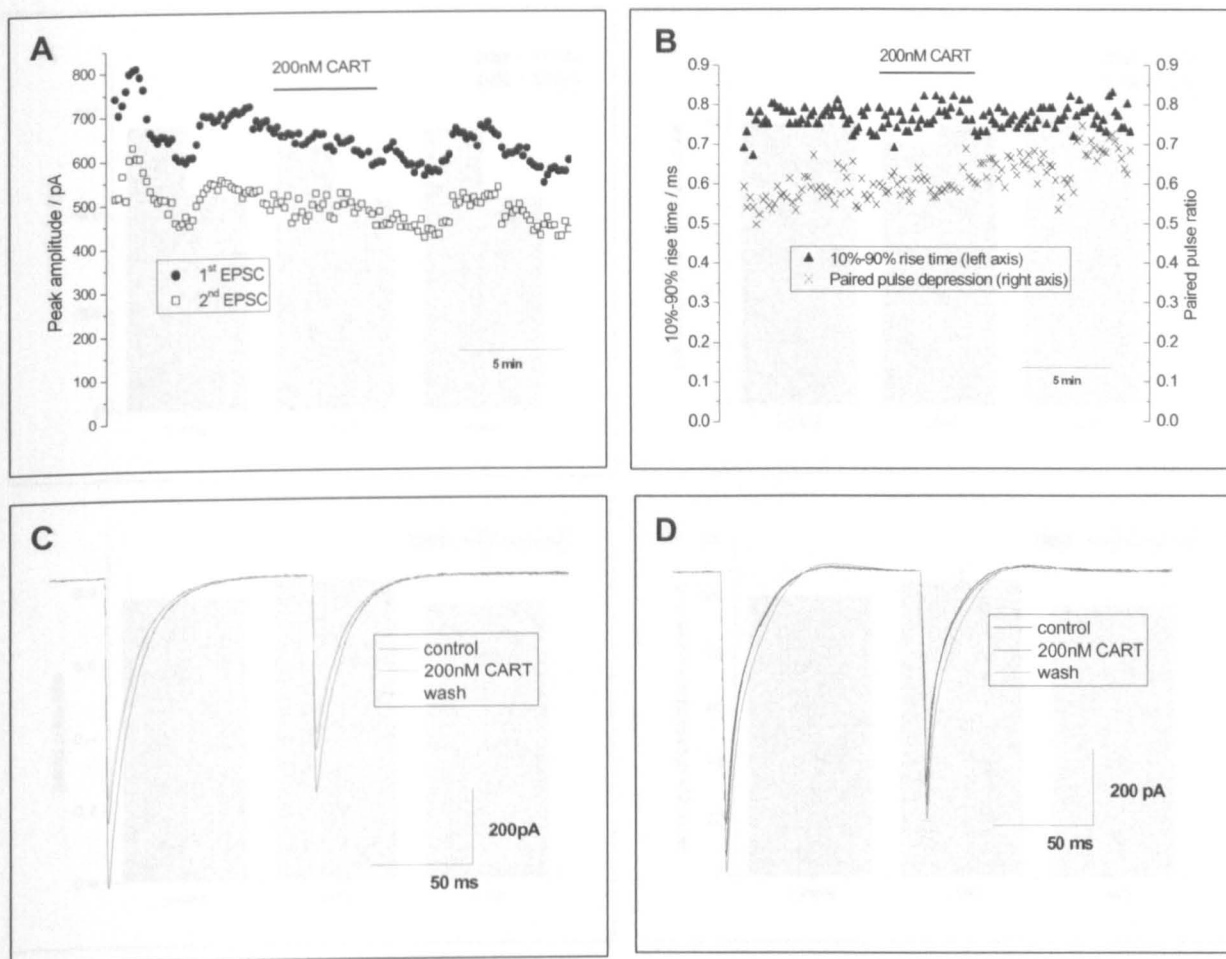 A
200nM CART
800
700
600
500
400
300
200
100
0
Peak amplitude / pA
1st EPSC
2nd EPSC
5 min
B
200nM CART
0.9
0.8
0.7
0.6
0.5
0.4
0.3
0.2
0.1
0.0
10%-90% rise time / ms
10%-90% rise time (left axis)
Paired pulse depression (right axis)
5 min
0.9
0.8
0.7
0.6
0.5
0.4
0.3
0.2
0.1
0.0
Paired pulse ratio
C
control
200nM CART
wash
200pA
50 ms
D
control
200nM CART
wash
200 pA
50 ms